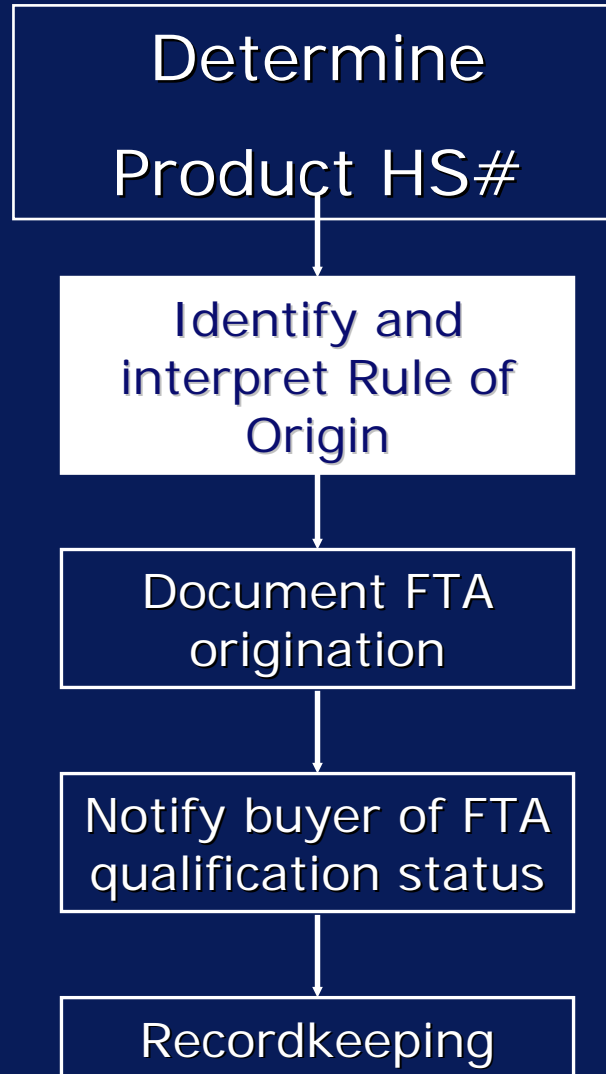 Determine
Product HS#
Identify and
interpret Rule of
Origin
Document FTA
origination
Notify buyer of FTA
qualification status
Recordkeeping